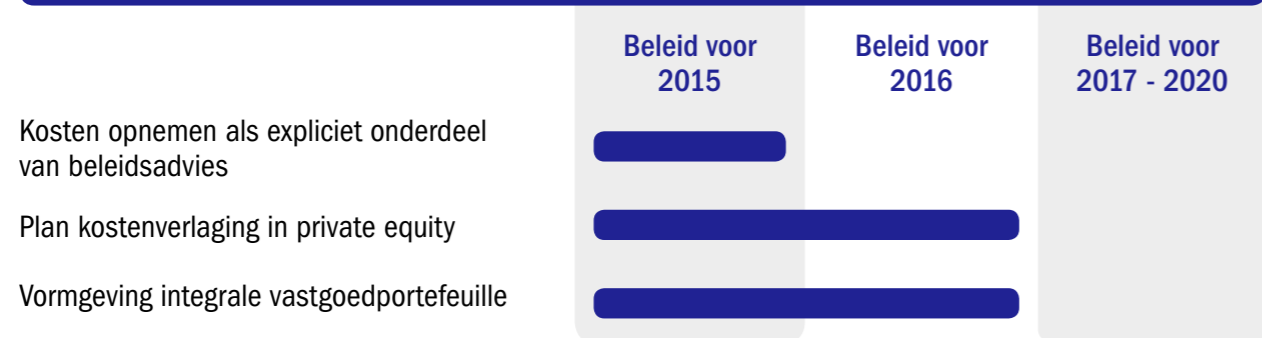 Beleid voor
2015
Beleid voor
2016
Beleid voor
2017 - 2020
Kosten opnemen als expliciet onderdeel
van beleidsadvies
Plan kostenverlaging in private equity
Vormgeving integrale vastgoedportefeuille